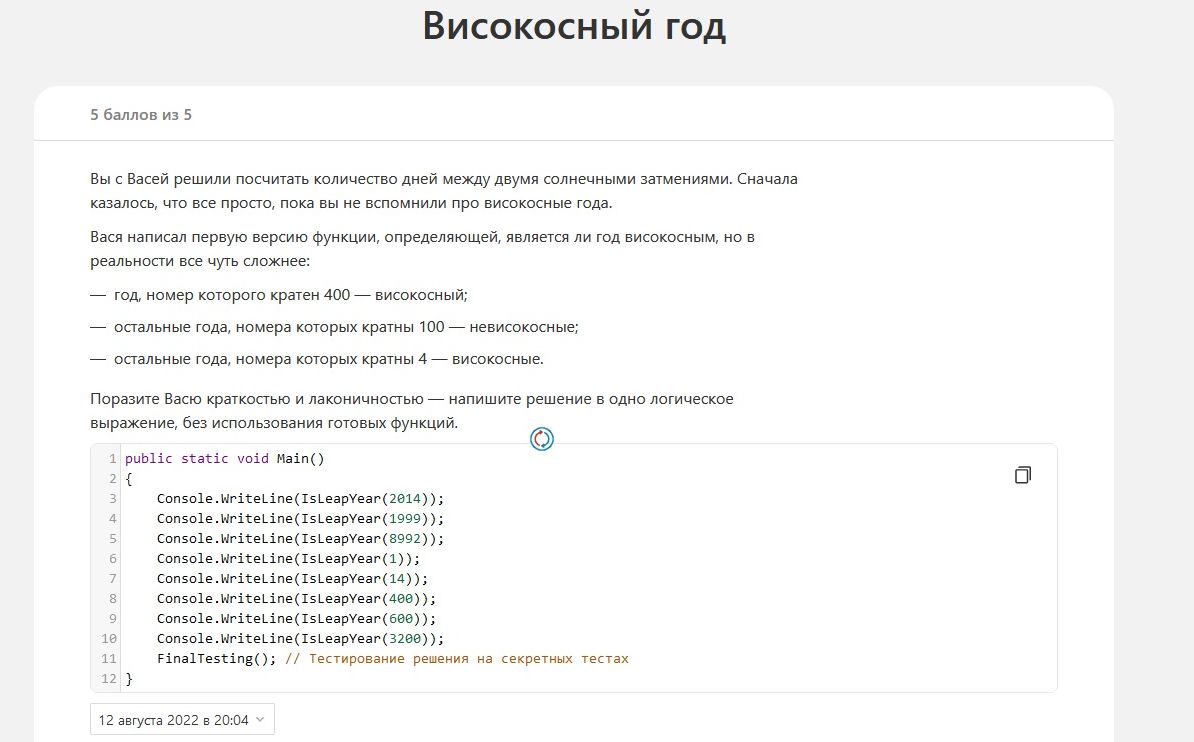 Високосный год
5 баллов из 5
Вы с Васей решили посчитать количество дней между двумя солнечными затмениями. Сначала
казалось, что все просто, пока вы не вспомнили про високосные года.
Вася написал первую версию функции, определяющей, является ли год високосным, но в
реальности все чуть сложнее:
— год, номер которого кратен 400 — високосный;
— остальные года, номера которых кратны 100 — невисокосные;
— остальные года, номера которых кратны 4 — високосные.
Поразите Васю краткостью и лаконичностью — напишите решение в одно логическое
выражение, без использования готовых функций.
1 public static void Main()
2 {
3     Console.WriteLine(IsLeapYear(2014));
4     Console.WriteLine(IsLeapYear(1999));
5     Console.WriteLine(IsLeapYear(8992));
6     Console.WriteLine(IsLeapYear(1));
7     Console.WriteLine(IsLeapYear(14));
8     Console.WriteLine(IsLeapYear(400));
9     Console.WriteLine(IsLeapYear(600));
10     Console.WriteLine(IsLeapYear(3200));
11     FinalTesting(); // Тестирование решения на секретных тестах
12 }
12 августа 2022 в 20:04